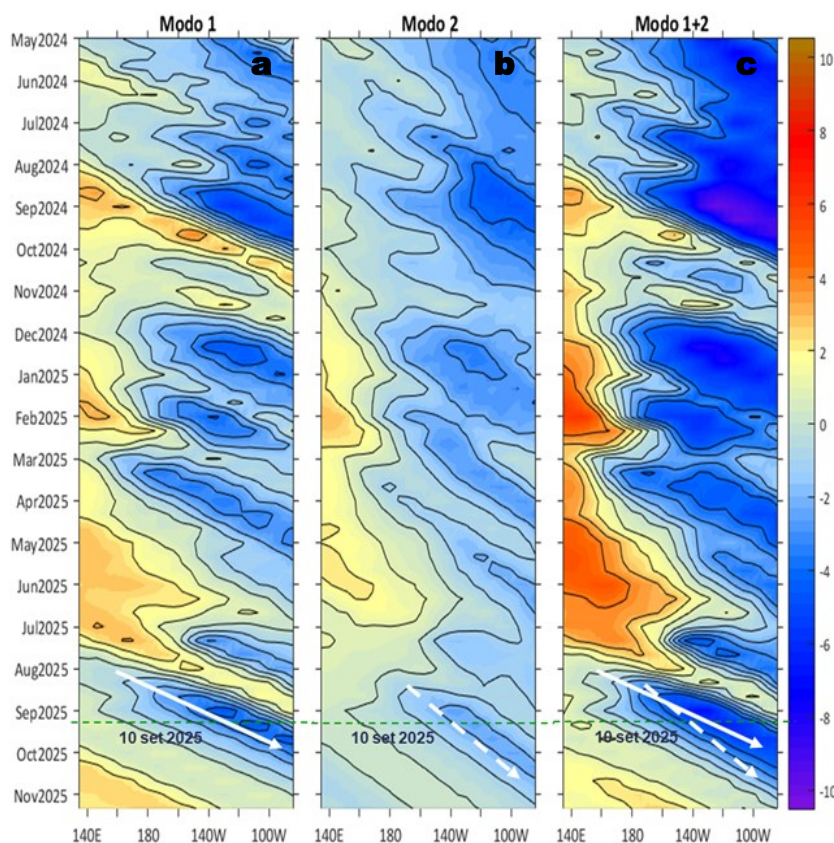 Modo 1
Modo 2
Modo 1+2
a
b
c
May2024
Jun2024
Jul2024
Aug2024
Sep2024
Oct2024
Nov2024
Dec2024
Jan2025
Feb2025
Mar2025
Apr2025
May2025
Jun2025
Jul2025
Aug2025
Sep2025
Oct2025
Nov2025
10 set 2025
10 set 2025
10 set 2025
140E 180 140W 100W
140E 180 140W 100W
140E 180 140W 100W
10
8
6
4
2
0
-2
-4
-6
-8
-10